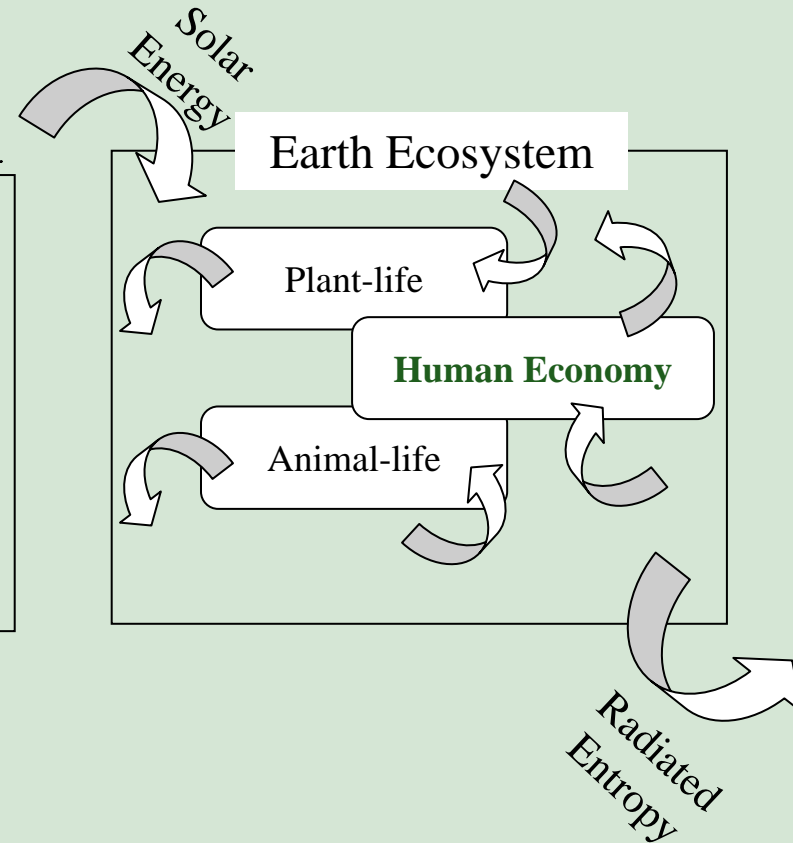 Solar
Energy
Earth Ecosystem
Plant-life
Human Economy
Animal-life
Radiated
Entropy